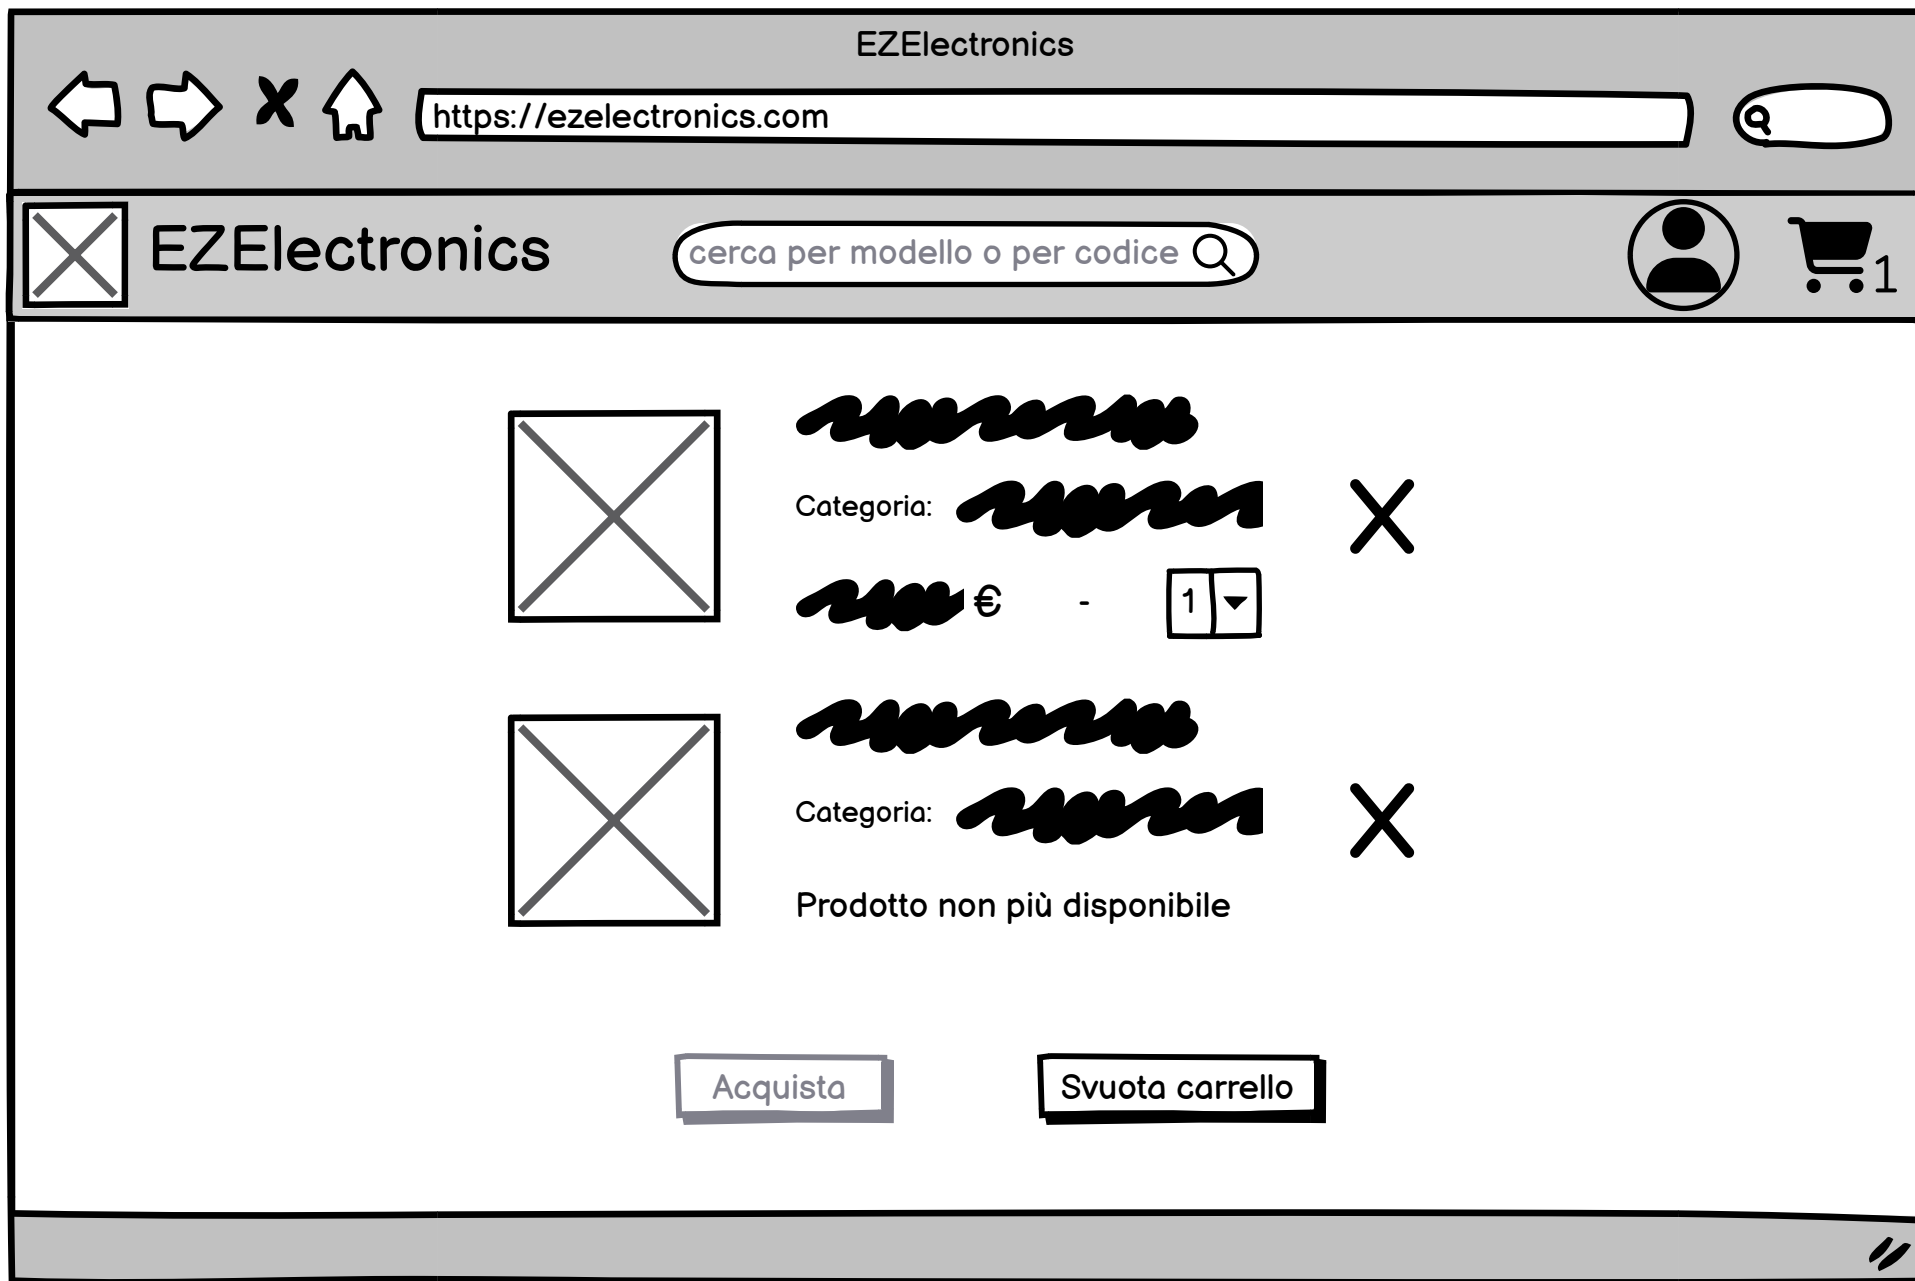 EZElectronics
https://ezelectronics.com
EZElectronics
cerca per modello o per codice
1
Categoria:
€ - 1
Categoria:
Prodotto non più disponibile
Acquista
Svuota carrello